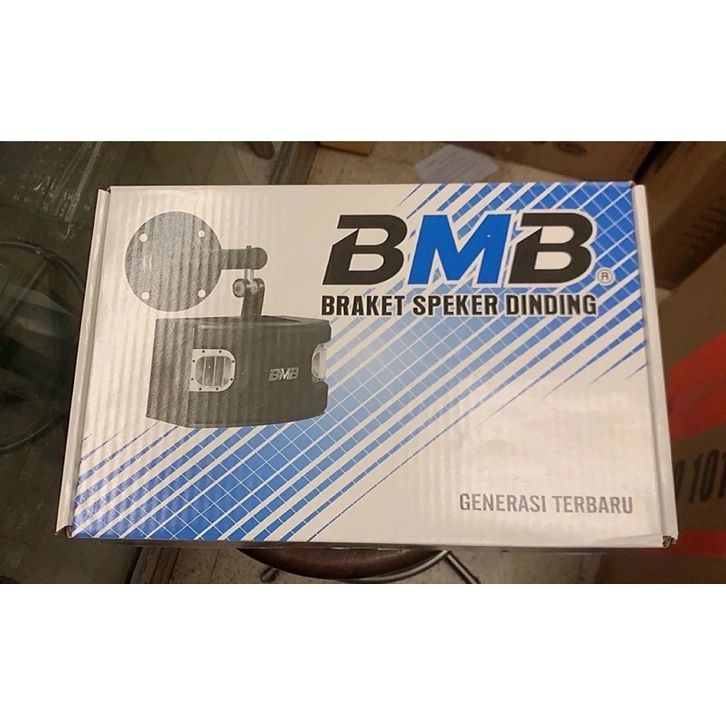 BMB®
BRAKET SPEKER DINDING
BMB
GENERASI TERBARU